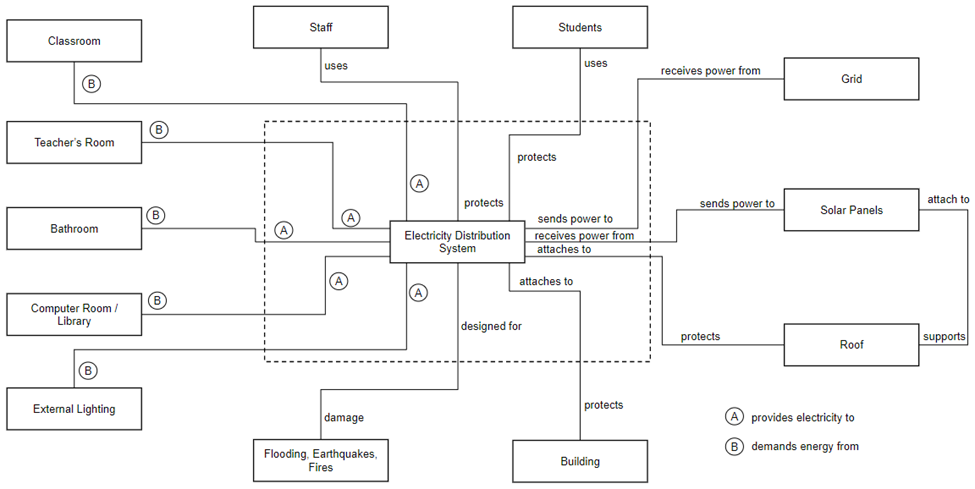 Staff
Students
Classroom
uses
uses
receives power from
Grid
B
Teacher's Room
B
protects
A
sends power to
Solar Panels
attach to
Bathroom
B
A
A
protects
sends power to
Electricity Distribution
System
receives power from
attaches to
A
attaches to
A
Computer Room /
Library
B
designed for
protects
Roof
supports
B
External Lighting
damage
protects
A provides electricity to
B demands energy from
Flooding, Earthquakes,
Fires
Building